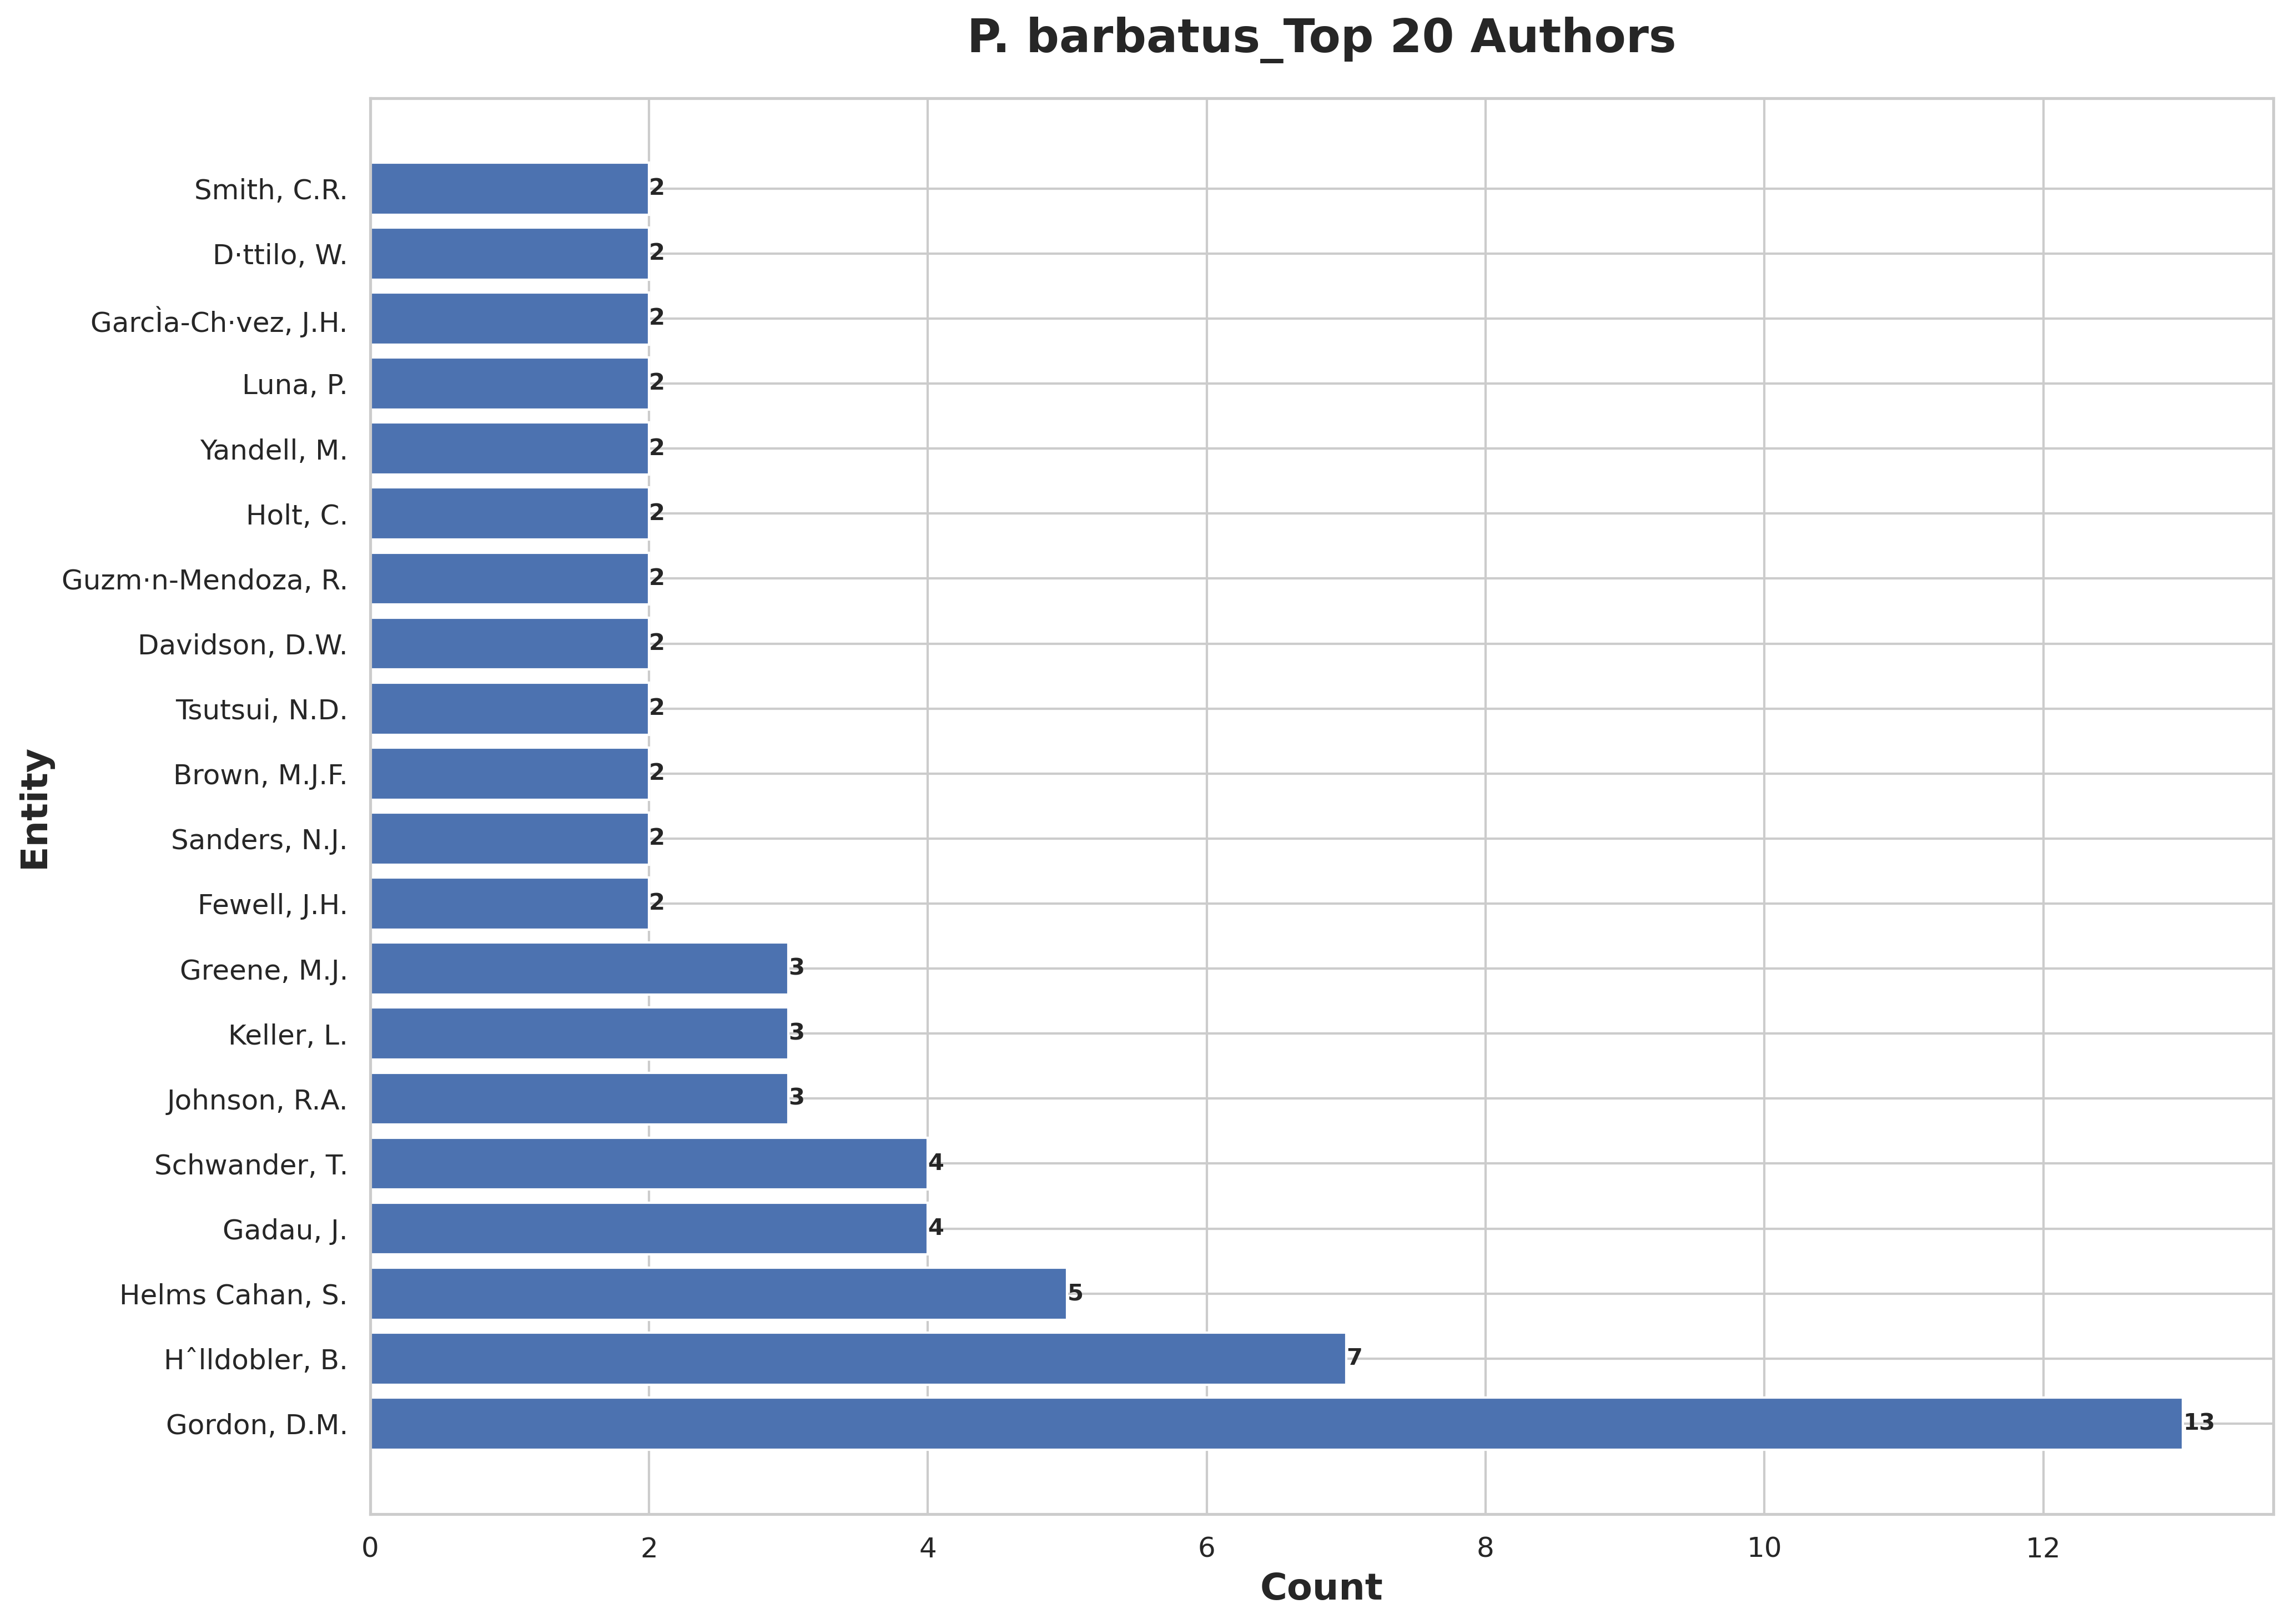 P. barbatus_Top 20 Authors
Smith, C.R. 2
D·ttilo, W. 2
GarcÌa-Ch·vez, J.H. 2
Luna, P. 2
Yandell, M. 2
Holt, C. 2
Guzm·n-Mendoza, R. 2
Davidson, D.W. 2
Tsutsui, N.D. 2
Brown, M.J.F. 2
Sanders, N.J. 2
Fewell, J.H. 2
Greene, M.J. 3
Keller, L. 3
Johnson, R.A. 3
Schwander, T. 4
Gadau, J. 4
Helms Cahan, S. 5
Hˆlldobler, B. 7
Gordon, D.M. 13
Entity
0 2 4 6 8 10 12
Count